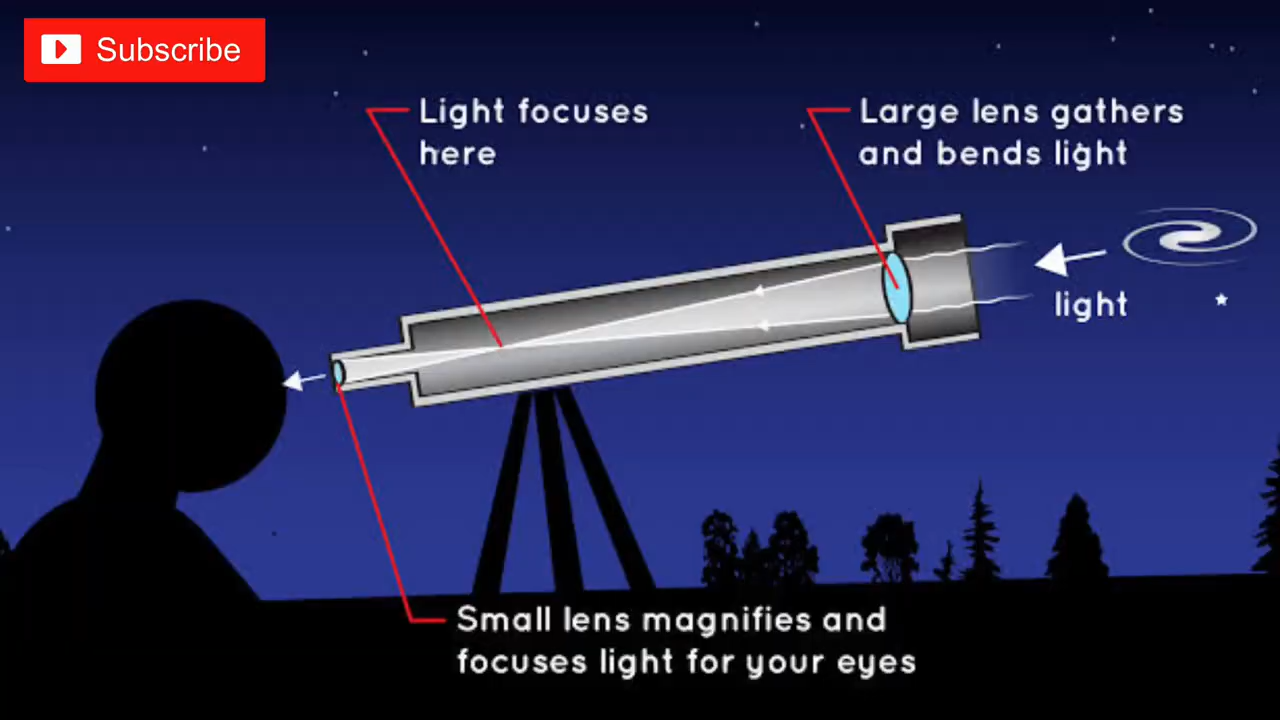 Subscribe
Light focuses
here
Large lens gathers
and bends light
light
Small lens magnifies and
focuses light for your eyes